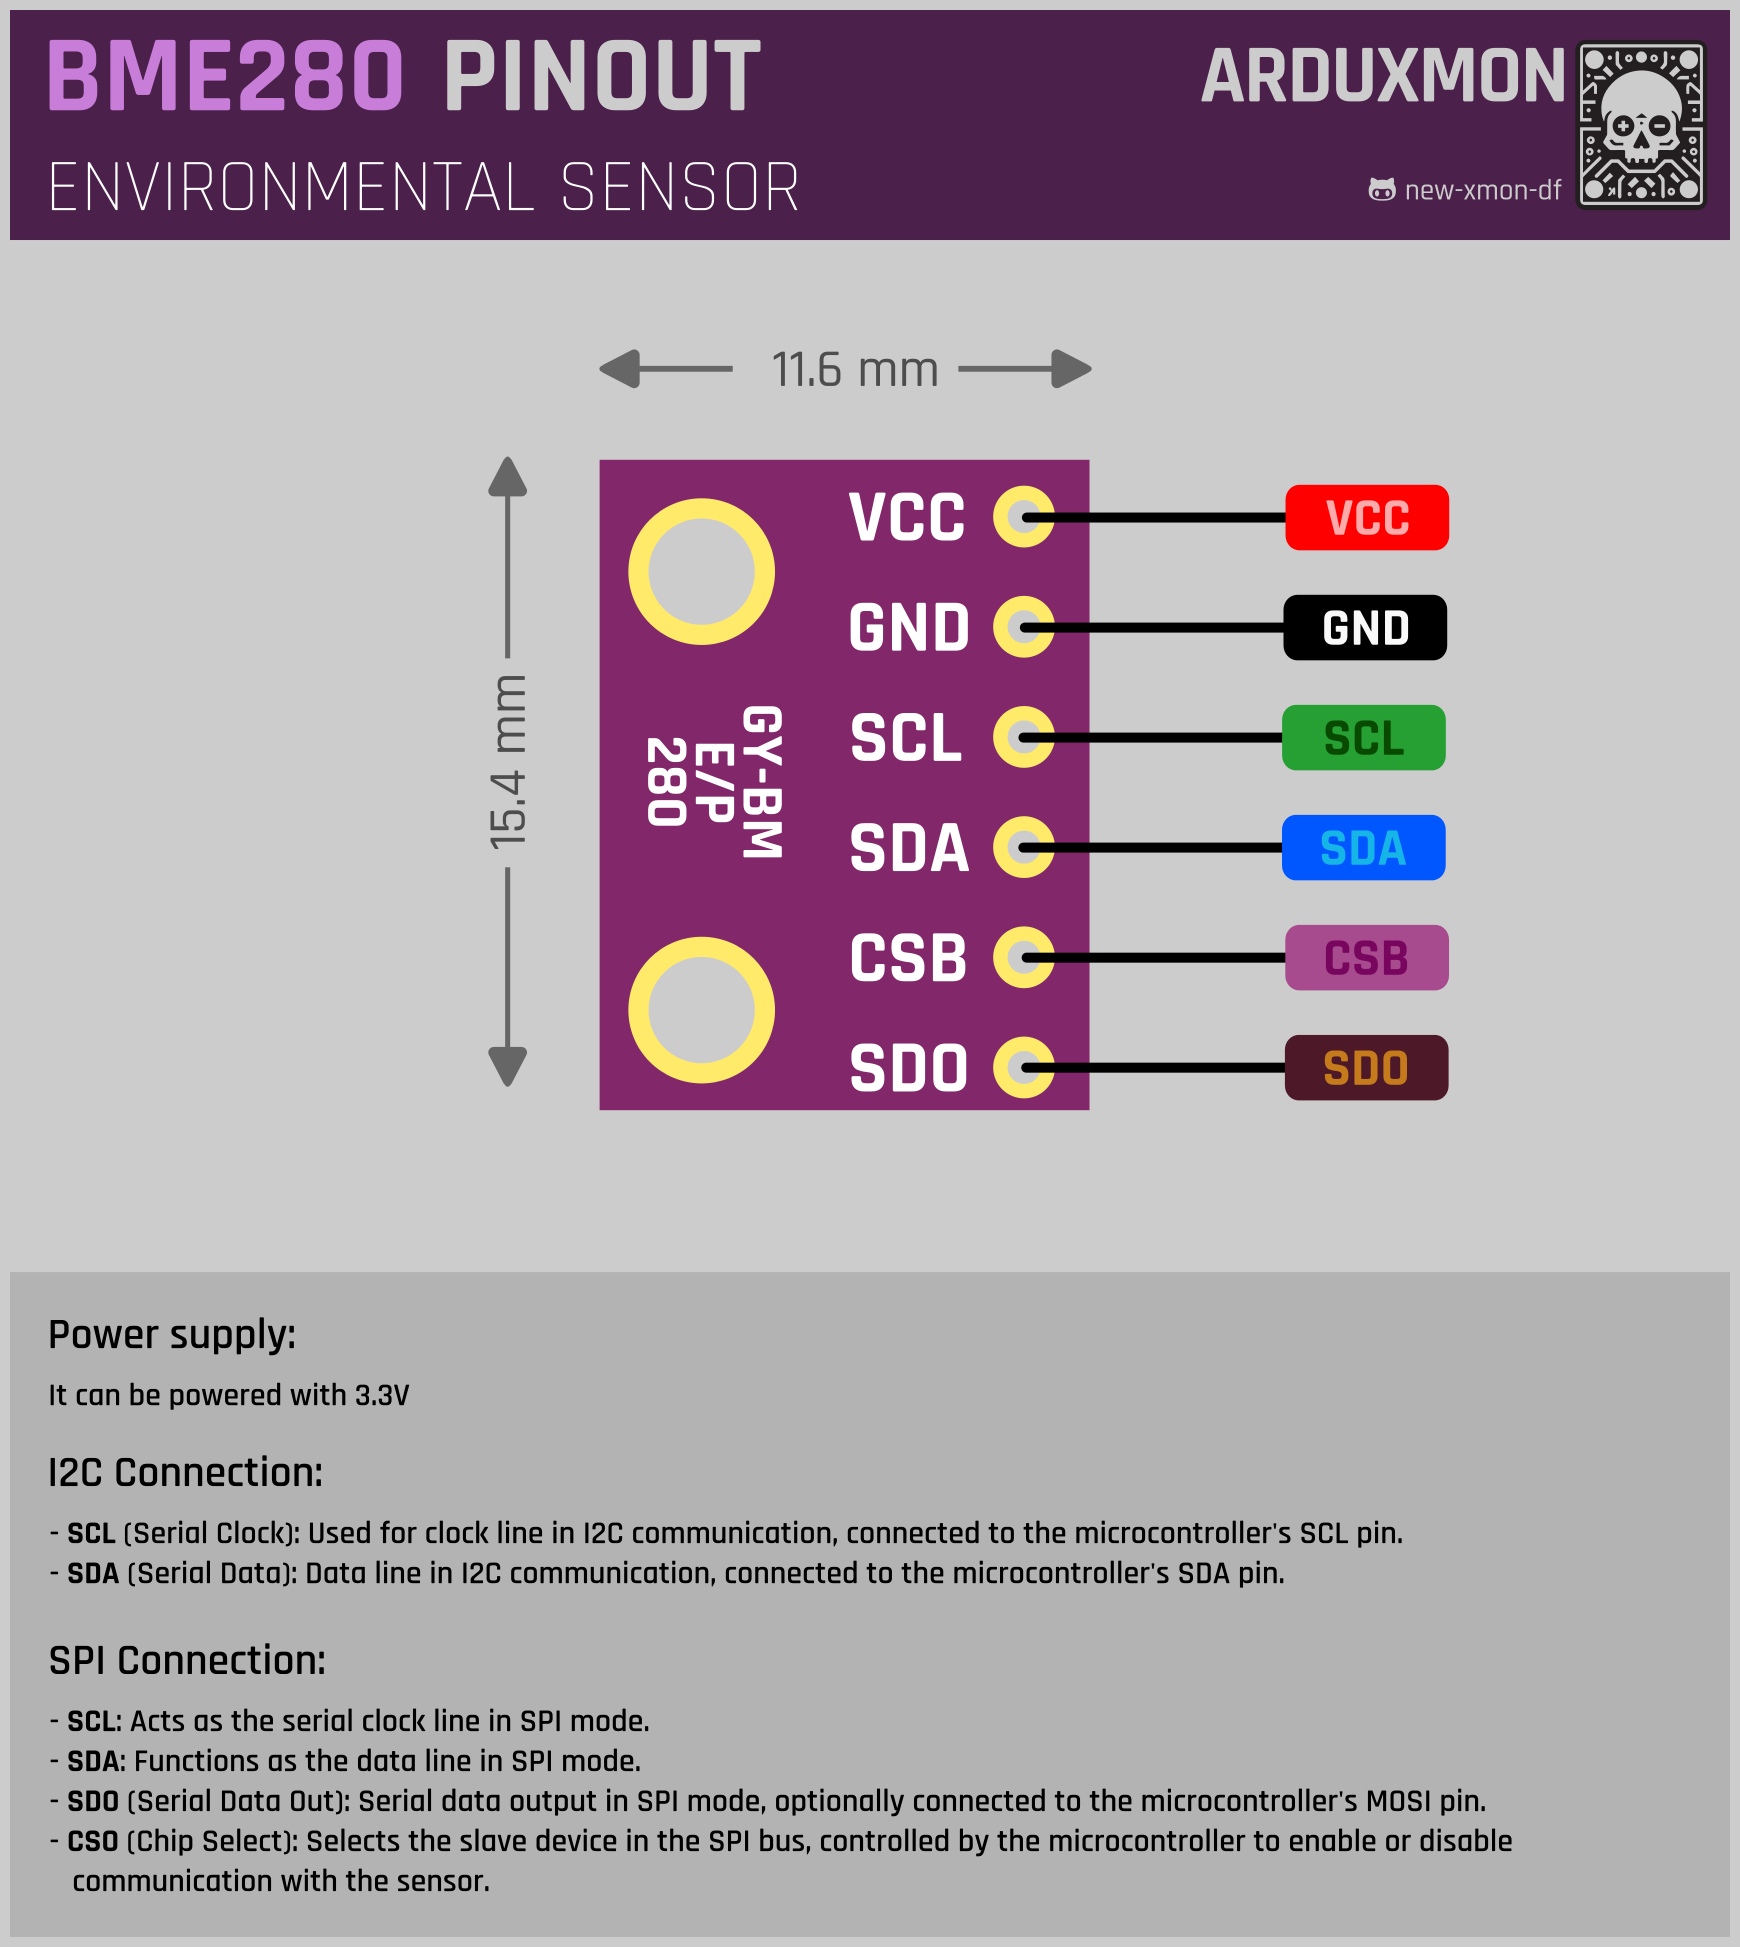 BME280 PINOUT
ARDUXMON
ENVIRONMENTAL SENSOR
new-xmon-df
11.6 mm
15.4 mm
VCC
VCC
GND
GND
SCL
SCL
SDA
SDA
CSB
CSB
SDO
SDO
GY-BM
E/P
280
Power supply:
It can be powered with 3.3V
I2C Connection:
- SCL (Serial Clock): Used for clock line in I2C communication, connected to the microcontroller's SCL pin.
- SDA (Serial Data): Data line in I2C communication, connected to the microcontroller's SDA pin.
SPI Connection:
- SCL: Acts as the serial clock line in SPI mode.
- SDA: Functions as the data line in SPI mode.
- SDO (Serial Data Out): Serial data output in SPI mode, optionally connected to the microcontroller's MOSI pin.
- CSO (Chip Select): Selects the slave device in the SPI bus, controlled by the microcontroller to enable or disable
communication with the sensor.